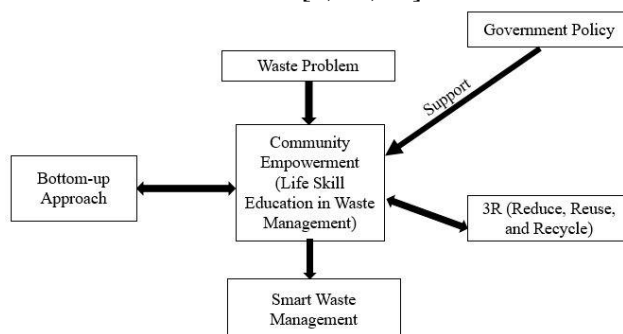 Government Policy
Waste Problem
Support
Community
Empowerment
(Life Skill
Education in Waste
Management)
Bottom-up
Approach
3R (Reduce, Reuse,
and Recycle)
Smart Waste
Management